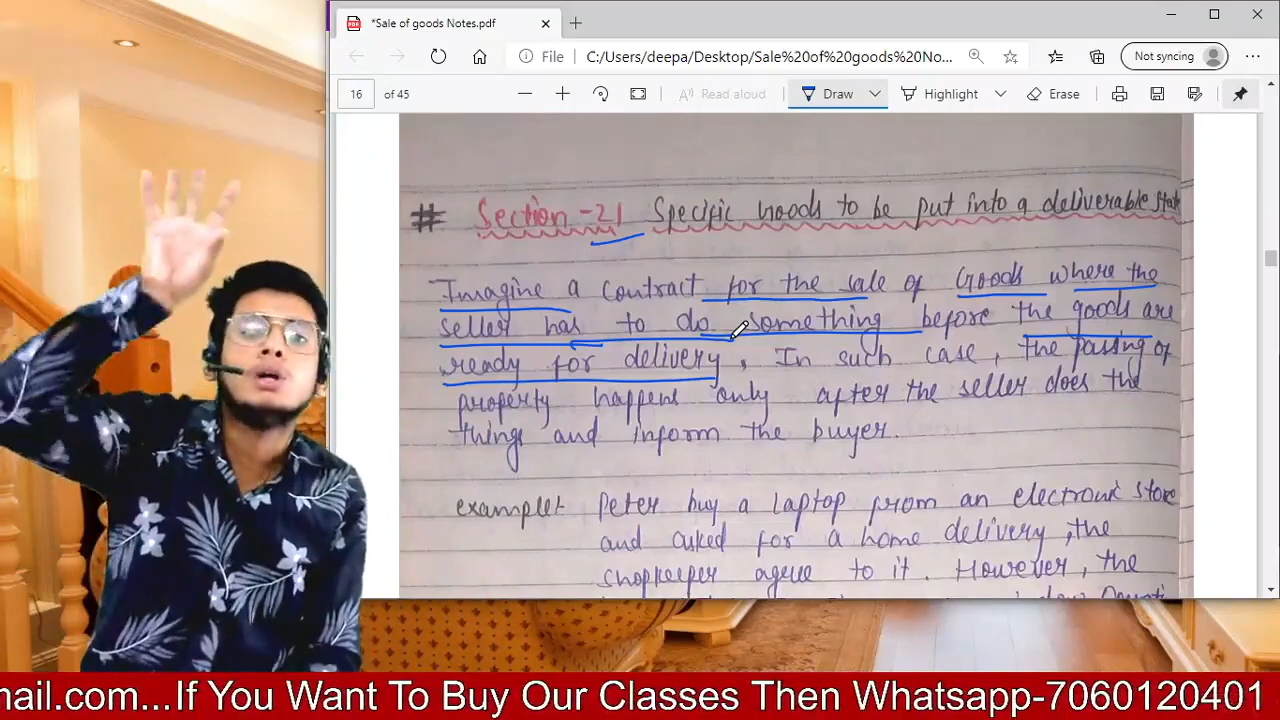 *Sale of goods Notes.pdf
File
C:/Users/deepa/Desktop/Sale%20of%20goods%20No...
Not syncing
16 of 45
Read aloud
Draw
Highlight
Erase
# Section-21 Specific Goods to be put into a deliverable state
Imagine a contract for the sale of Goods where the
seller has to do something before the goods are
ready for delivery, In such case, the passing of
property happens only after the seller does the
things and inform the buyer.
example:- Peter buy a laptop from an electronic store
and asked for a home delivery, the
shopkeeper agree to it. However, the
mail.com...If You Want To Buy Our Classes Then Whatsapp-7060120401